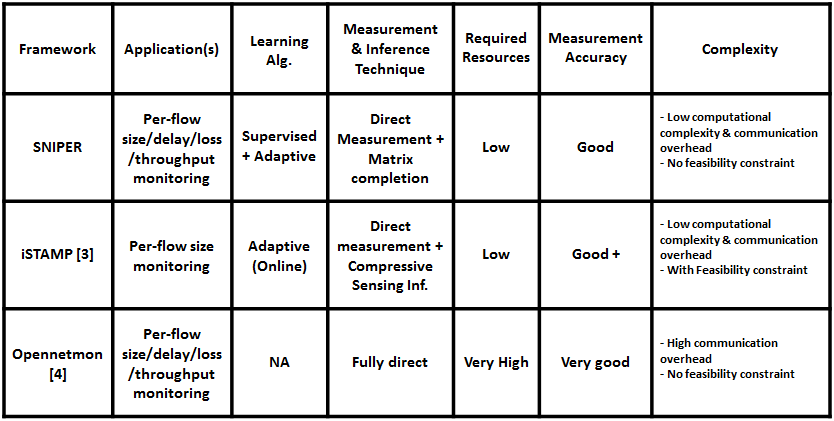 Framework
Application(s)
Learning
Alg.
Measurement
& Inference
Technique
Required
Resources
Measurement
Accuracy
Complexity
SNIPER
Per-flow
size/delay/loss
/throughput
monitoring
Supervised
+ Adaptive
Direct
Measurement +
Matrix
completion
Low
Good
- Low computational
complexity & communication
overhead
- No feasibility constraint
iSTAMP [3]
Per-flow size
monitoring
Adaptive
(Online)
Direct
measurement +
Compressive
Sensing Inf.
Low
Good +
- Low computational
complexity & communication
overhead
- With Feasibility constraint
Opennetmon
[4]
Per-flow
size/delay/loss
/throughput
monitoring
NA
Fully direct
Very High
Very good
- High communication
overhead
- No feasibility constraint